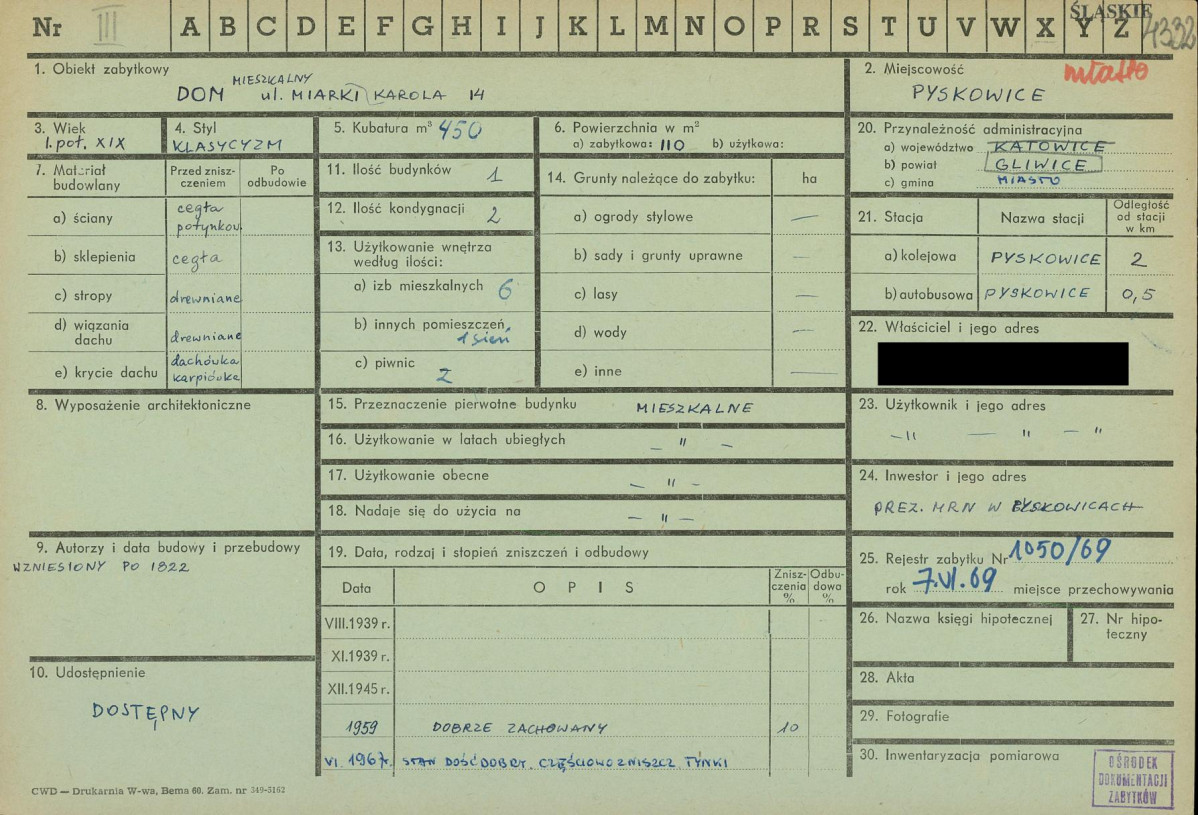 Nr III A B C D E F G H I J K L M N O P R S T U V W X Y Z ŚLĄSKIE 4332
1. Obiekt zabytkowy
MIESZKALNY
DOM ul. MIARKI KAROLA 14
2. Miejscowość miasto
PYSKOWICE
3. Wiek
I. poł. XIX
4. Styl
KLASYCYZM
5. Kubatura m³ 450
6. Powierzchnia w m²
a) zabytkowa: 110 b) użytkowa:
20. Przynależność administracyjna
a) województwo KATOWICE
b) powiat GLIWICE
c) gmina MIASTO
7. Materiał budowlany
Przed zniszczeniem
Po odbudowie
a) ściany cegła potynkow.
b) sklepienia cegła
c) stropy drewniane
d) wiązania dachu drewniane
e) krycie dachu dachówka karpiówka
11. Ilość budynków 1
12. Ilość kondygnacji 2
13. Użytkowanie wnętrza według ilości:
a) izb mieszkalnych 6
b) innych pomieszczeń 1 sień
c) piwnic 2
14. Grunty należące do zabytku: ha
a) ogrody stylowe —
b) sady i grunty uprawne —
c) lasy —
d) wody —
e) inne —
21. Stacja Nazwa stacji Odległość od stacji w km
a) kolejowa PYSKOWICE 2
b) autobusowa PYSKOWICE 0,5
22. Właściciel i jego adres
8. Wyposażenie architektoniczne
15. Przeznaczenie pierwotne budynku MIESZKALNE
16. Użytkowanie w latach ubiegłych — " —
17. Użytkowanie obecne — " —
18. Nadaje się do użycia na — " —
23. Użytkownik i jego adres
—" — " — "
24. Inwestor i jego adres
PREZ. MRN W PYSKOWICACH
9. Autorzy i data budowy i przebudowy
WZNIESIONY PO 1822
19. Data, rodzaj i stopień zniszczeń i odbudowy
Data OPIS Zniszczenia % Odbudowa %
VIII.1939 r.
XI.1939 r.
XII.1945 r.
1959 DOBRZE ZACHOWANY 10
VI. 1967r. STAN DOŚĆ DOBRY. CZĘŚCIOWO ZNISZCZ. TYNKI
25. Rejestr zabytku Nr 1050/69
rok 7.VI.69 miejsce przechowywania
26. Nazwa księgi hipotecznej
27. Nr hipoteczny
28. Akta
29. Fotografie
30. Inwentaryzacja pomiarowa
10. Udostępnienie
DOSTĘPNY
OŚRODEK
DOKUMENTACJI
ZABYTKÓW
CWD — Drukarnia W-wa, Bema 60. Zam. nr 349-5162